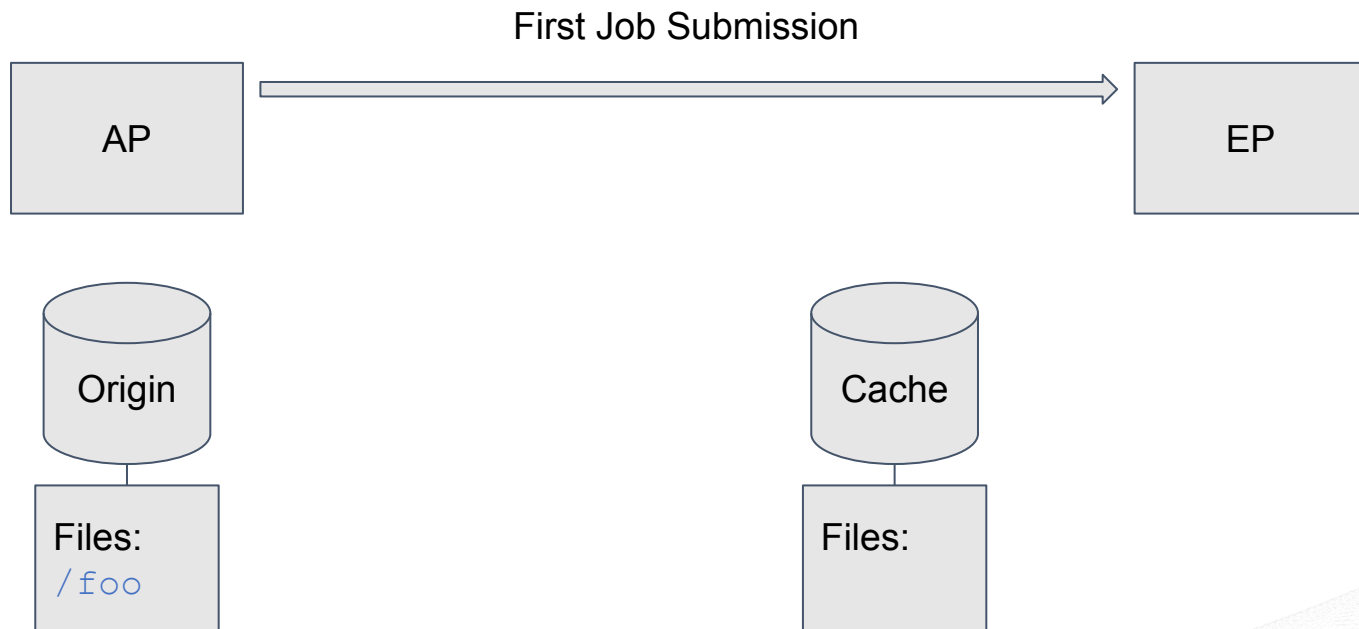 First Job Submission
AP
EP
Origin
Cache
Files:
/foo
Files: